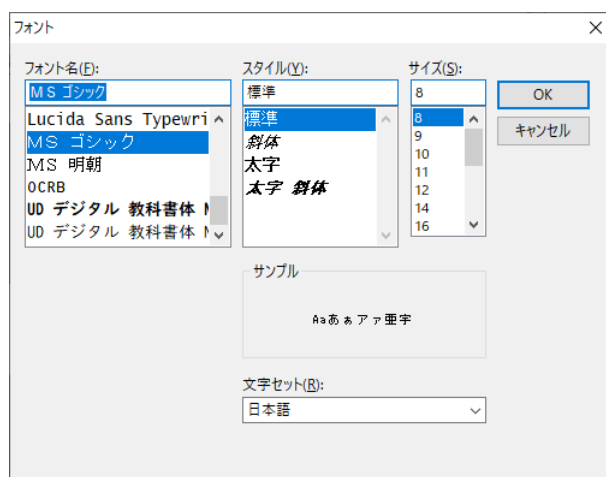 フォント
フォント名(F):
ＭＳ ゴシック
Lucida Sans Typewri
ＭＳ ゴシック
ＭＳ 明朝
OCRB
UD デジタル 教科書体 N
UD デジタル 教科書体 N
スタイル(Y):
標準
標準
斜体
太字
太字 斜体
サイズ(S):
8
8
9
10
11
12
14
16
OK
キャンセル
サンプル
Aaあぁアァ亜宇
文字セット(R):
日本語